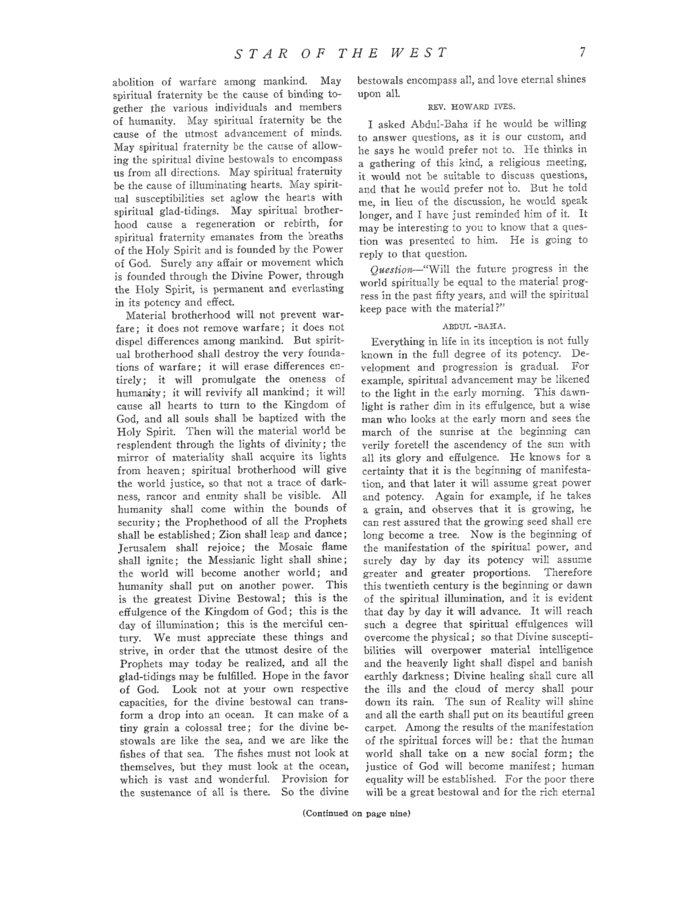 STAR OF THE WEST 7
abolition of warfare among mankind. May
spiritual fraternity be the cause of binding to-
gether the various individuals and members
of humanity. May spiritual fraternity be the
cause of the utmost advancement of minds.
May spiritual fraternity be the cause of allow-
ing the spiritual divine bestowals to encompass
us from all directions. May spiritual fraternity
be the cause of illuminating hearts. May spirit-
ual susceptibilities set aglow the hearts with
spiritual glad-tidings. May spiritual brother-
hood cause a regeneration or rebirth, for
spiritual fraternity emanates from the breaths
of the Holy Spirit and is founded by the Power
of God. Surely any affair or movement which
is founded through the Divine Power, through
the Holy Spirit, is permanent and everlasting
in its potency and effect.
Material brotherhood will not prevent war-
fare; it does not remove warfare; it does not
dispel differences among mankind. But spirit-
ual brotherhood shall destroy the very founda-
tions of warfare; it will erase differences en-
tirely; it will promulgate the oneness of
humanity; it will revivify all mankind; it will
cause all hearts to turn to the Kingdom of
God, and all souls shall be baptized with the
Holy Spirit. Then will the material world be
resplendent through the lights of divinity; the
mirror of materiality shall acquire its lights
from heaven; spiritual brotherhood will give
the world justice, so that not a trace of dark-
ness, rancor and enmity shall be visible. All
humanity shall come within the bounds of
security; the Prophethood of all the Prophets
shall be established; Zion shall leap and dance;
Jerusalem shall rejoice; the Mosaic flame
shall ignite; the Messianic light shall shine;
the world will become another world; and
humanity shall put on another power. This
is the greatest Divine Bestowal; this is the
effulgence of the Kingdom of God; this is the
day of illumination; this is the merciful cen-
tury. We must appreciate these things and
strive, in order that the utmost desire of the
Prophets may today be realized, and all the
glad-tidings may be fulfilled. Hope in the favor
of God. Look not at your own respective
capacities, for the divine bestowal can trans-
form a drop into an ocean. It can make of a
tiny grain a colossal tree; for the divine be-
stowals are like the sea, and we are like the
fishes of that sea. The fishes must not look at
themselves, but they must look at the ocean,
which is vast and wonderful. Provision for
the sustenance of all is there. So the divine
bestowals encompass all, and love eternal shines
upon all.
REV. HOWARD IVES.
I asked Abdul-Baha if he would be willing
to answer questions, as it is our custom, and
he says he would prefer not to. He thinks in
a gathering of this kind, a religious meeting,
it would not be suitable to discuss questions,
and that he would prefer not to. But he told
me, in lieu of the discussion, he would speak
longer, and I have just reminded him of it. It
may be interesting to you to know that a ques-
tion was presented to him. He is going to
reply to that question.
Question—"Will the future progress in the
world spiritually be equal to the material prog-
ress in the past fifty years, and will the spiritual
keep pace with the material?"
ABDUL-BAHA.
Everything in life in its inception is not fully
known in the full degree of its potency. De-
velopment and progression is gradual. For
example, spiritual advancement may be likened
to the light in the early morning. This dawn-
light is rather dim in its effulgence, but a wise
man who looks at the early morn and sees the
march of the sunrise at the beginning can
verily foretell the ascendency of the sun with
all its glory and effulgence. He knows for a
certainty that it is the beginning of manifesta-
tion, and that later it will assume great power
and potency. Again for example, if he takes
a grain, and observes that it is growing, he
can rest assured that the growing seed shall ere
long become a tree. Now is the beginning of
the manifestation of the spiritual power, and
surely day by day its potency will assume
greater and greater proportions. Therefore
this twentieth century is the beginning or dawn
of the spiritual illumination, and it is evident
that day by day it will advance. It will reach
such a degree that spiritual effulgences will
overcome the physical; so that Divine suscepti-
bilities will overpower material intelligence
and the heavenly light shall dispel and banish
earthly darkness; Divine healing shall cure all
the ills and the cloud of mercy shall pour
down its rain. The sun of Reality will shine
and all the earth shall put on its beautiful green
carpet. Among the results of the manifestation
of the spiritual forces will be: that the human
world shall take on a new social form; the
justice of God will become manifest; human
equality will be established. For the poor there
will be a great bestowal and for the rich eternal
(Continued on page nine)